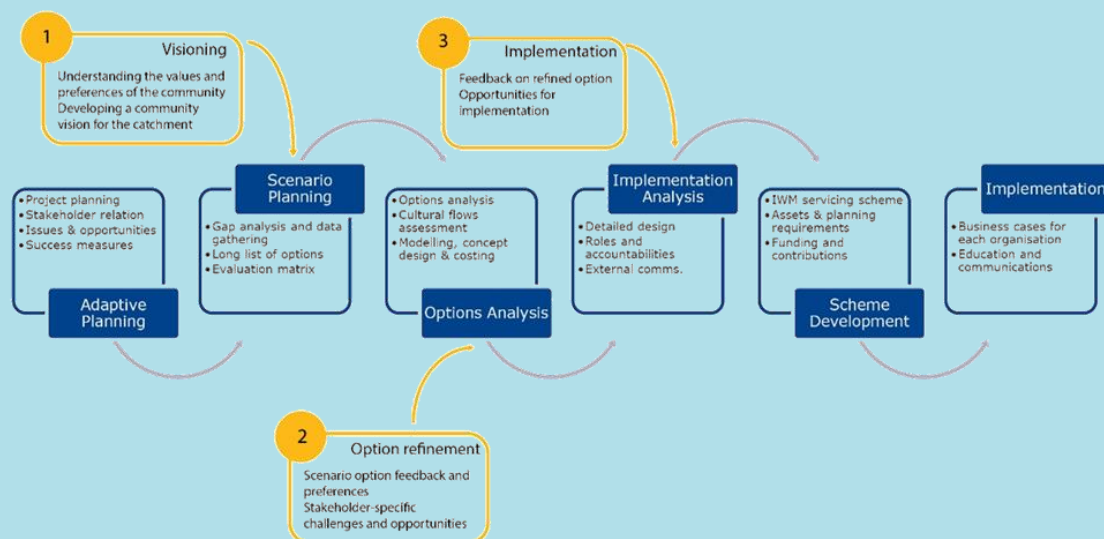 1
Visioning
Understanding the values and
preferences of the community
Developing a community
vision for the catchment
3
Implementation
Feedback on refined option
Opportunities for
implementation
•Project planning
•Stakeholder relation
•Issues & opportunities
•Success measures
Adaptive
Planning
Scenario
Planning
•Gap analysis and data
gathering
•Long list of options
•Evaluation matrix
•Options analysis
•Cultural flows
assessment
•Modelling, concept
design & costing
Options Analysis
Implementation
Analysis
•Detailed design
•Roles and
accountabilities
•External comms.
•IWM servicing scheme
•Assets & planning
requirements
•Funding and
contributions
Scheme
Development
Implementation
•Business cases for
each organisation
•Education and
communications
2
Option refinement
Scenario option feedback and
preferences
Stakeholder-specific
challenges and opportunities